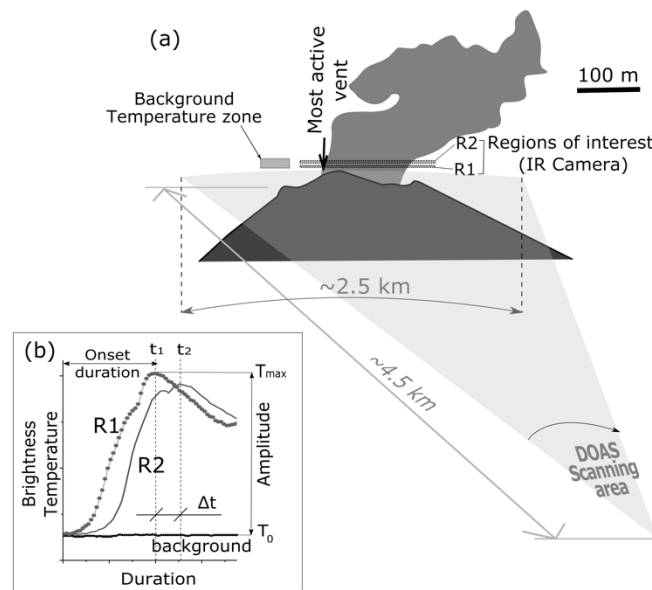 (a)
100 m
Background
Temperature zone
Most active
vent
R2
R1
Regions of interest
(IR Camera)
~2.5 km
~4.5 km
DOAS
Scanning
area
(b)
Onset
duration
t1
t2
Tmax
R1
R2
Brightness
Temperature
Amplitude
Δt
T0
background
Duration